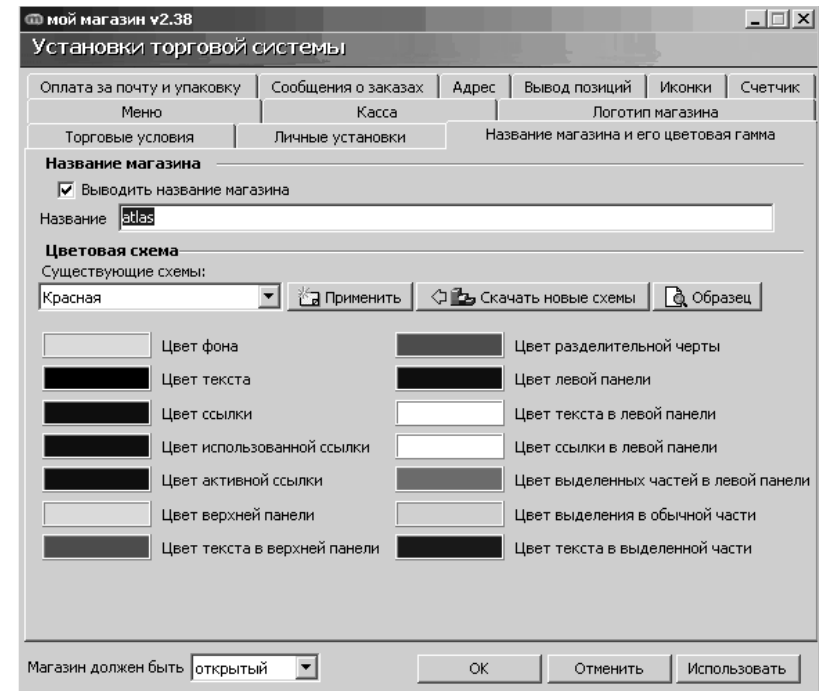 мой магазин v2.38
Установки торговой системы
Оплата за почту и упаковку Сообщения о заказах Адрес Вывод позиций Иконки Счетчик
Меню Касса Логотип магазина
Торговые условия Личные установки Название магазина и его цветовая гамма
Название магазина
Выводить название магазина
Название atlas
Цветовая схема
Существующие схемы:
Красная Применить Скачать новые схемы Образец
Цвет фона Цвет разделительной черты
Цвет текста Цвет левой панели
Цвет ссылки Цвет текста в левой панели
Цвет использованной ссылки Цвет ссылки в левой панели
Цвет активной ссылки Цвет выделенных частей в левой панели
Цвет верхней панели Цвет выделения в обычной части
Цвет текста в верхней панели Цвет текста в выделенной части
Магазин должен быть открытый OK Отменить Использовать